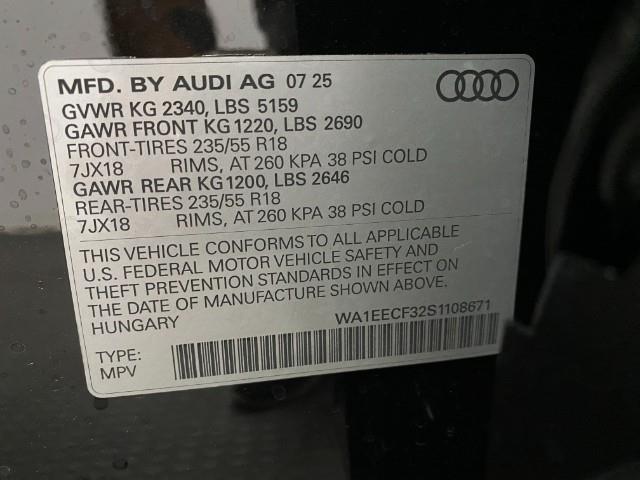 MFD. BY AUDI AG 07 25
GVWR KG 2340, LBS 5159
GAWR FRONT KG 1220, LBS 2690
FRONT-TIRES 235/55 R18
7JX18 RIMS, AT 260 KPA 38 PSI COLD
GAWR REAR KG 1200, LBS 2646
REAR-TIRES 235/55 R18
7JX18 RIMS, AT 260 KPA 38 PSI COLD
THIS VEHICLE CONFORMS TO ALL APPLICABLE
U.S. FEDERAL MOTOR VEHICLE SAFETY AND
THEFT PREVENTION STANDARDS IN EFFECT ON
THE DATE OF MANUFACTURE SHOWN ABOVE.
HUNGARY WA1EECF32S1108671
TYPE:
MPV